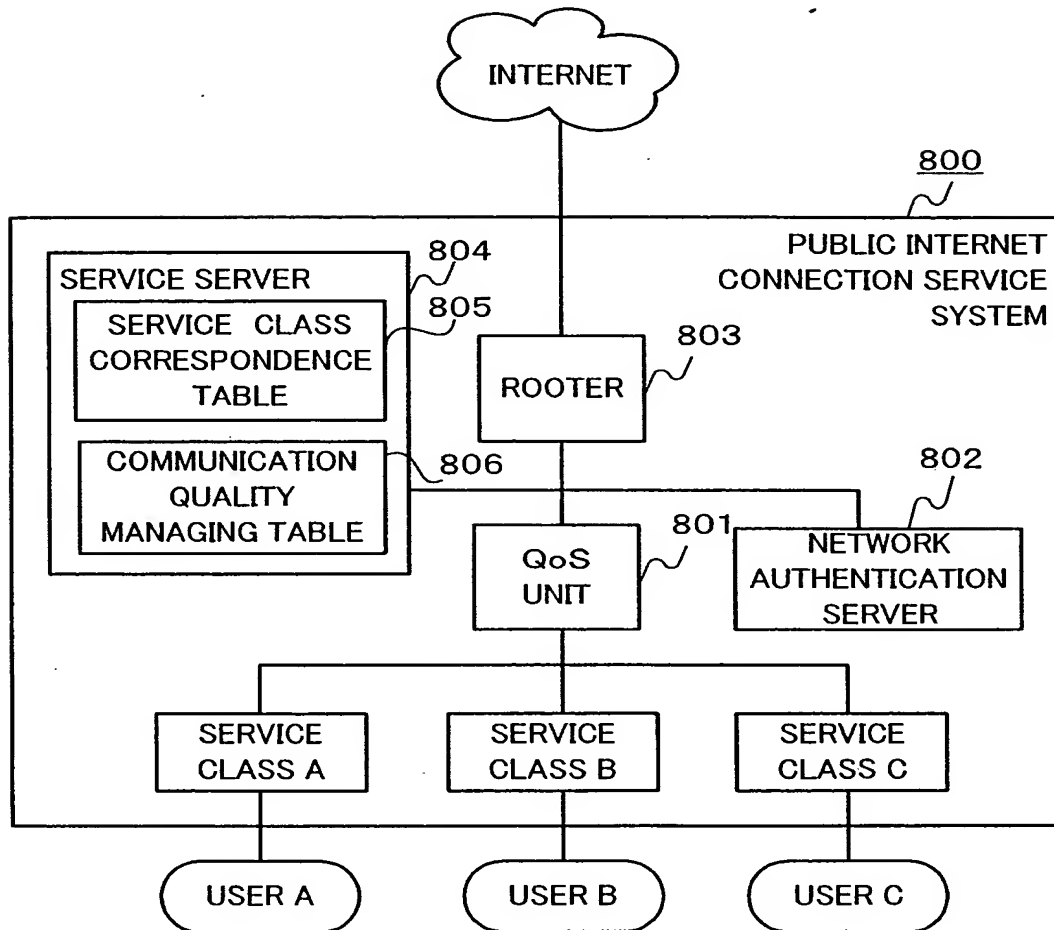 INTERNET
800
PUBLIC INTERNET
CONNECTION SERVICE
SYSTEM
804
SERVICE SERVER
805
SERVICE CLASS
CORRESPONDENCE
TABLE
803
ROOTER
COMMUNICATION
QUALITY
MANAGING TABLE
806
802
801
QoS
UNIT
NETWORK
AUTHENTICATION
SERVER
SERVICE
CLASS A
SERVICE
CLASS B
SERVICE
CLASS C
USER A
USER B
USER C